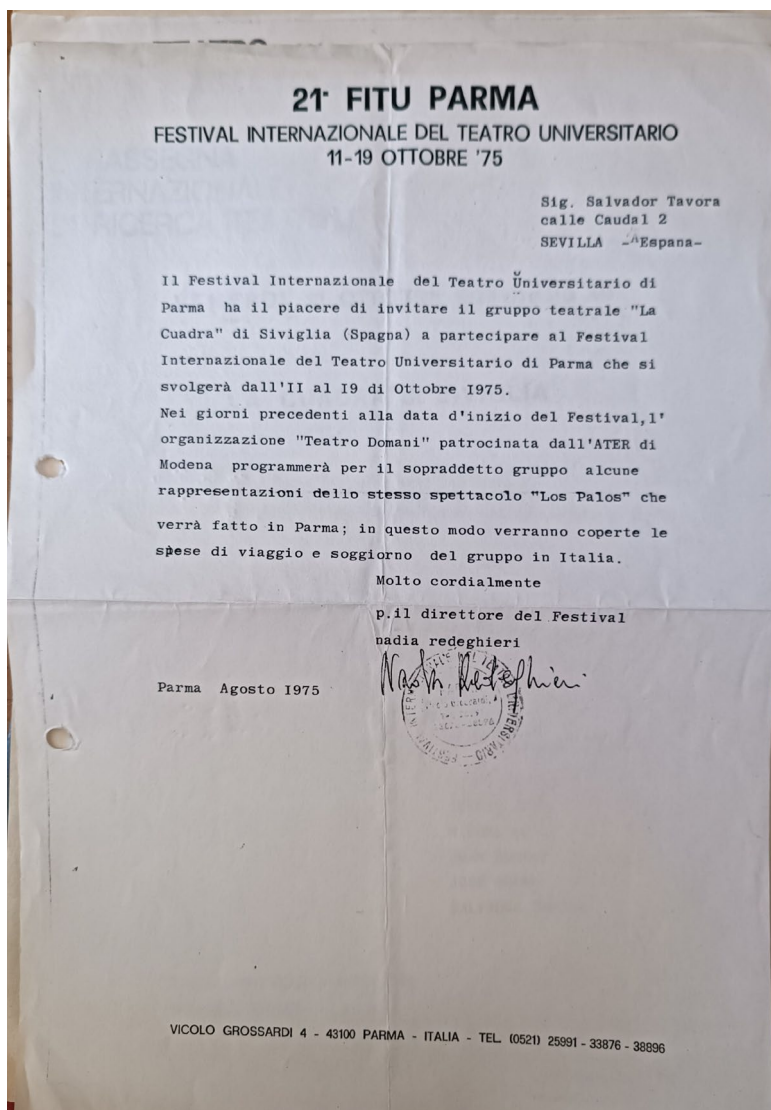 21° FITU PARMA
FESTIVAL INTERNAZIONALE DEL TEATRO UNIVERSITARIO
11-19 OTTOBRE '75
Sig. Salvador Tavora
calle Caudal 2
SEVILLA -Espana-
Il Festival Internazionale del Teatro Universitario di
Parma ha il piacere di invitare il gruppo teatrale "La
Cuadra" di Siviglia (Spagna) a partecipare al Festival
Internazionale del Teatro Universitario di Parma che si
svolgerà dall'II al I9 di Ottobre I975.
Nei giorni precedenti alla data d'inizio del Festival,l'
organizzazione "Teatro Domani" patrocinata dall'ATER di
Modena programmerà per il sopraddetto gruppo alcune
rappresentazioni dello stesso spettacolo "Los Palos" che
verrà fatto in Parma; in questo modo verranno coperte le
spese di viaggio e soggiorno del gruppo in Italia.
Molto cordialmente
p.il direttore del Festival
nadia redeghieri
Parma Agosto I975
VICOLO GROSSARDI 4 - 43100 PARMA - ITALIA - TEL. (0521) 25991 - 33876 - 38896